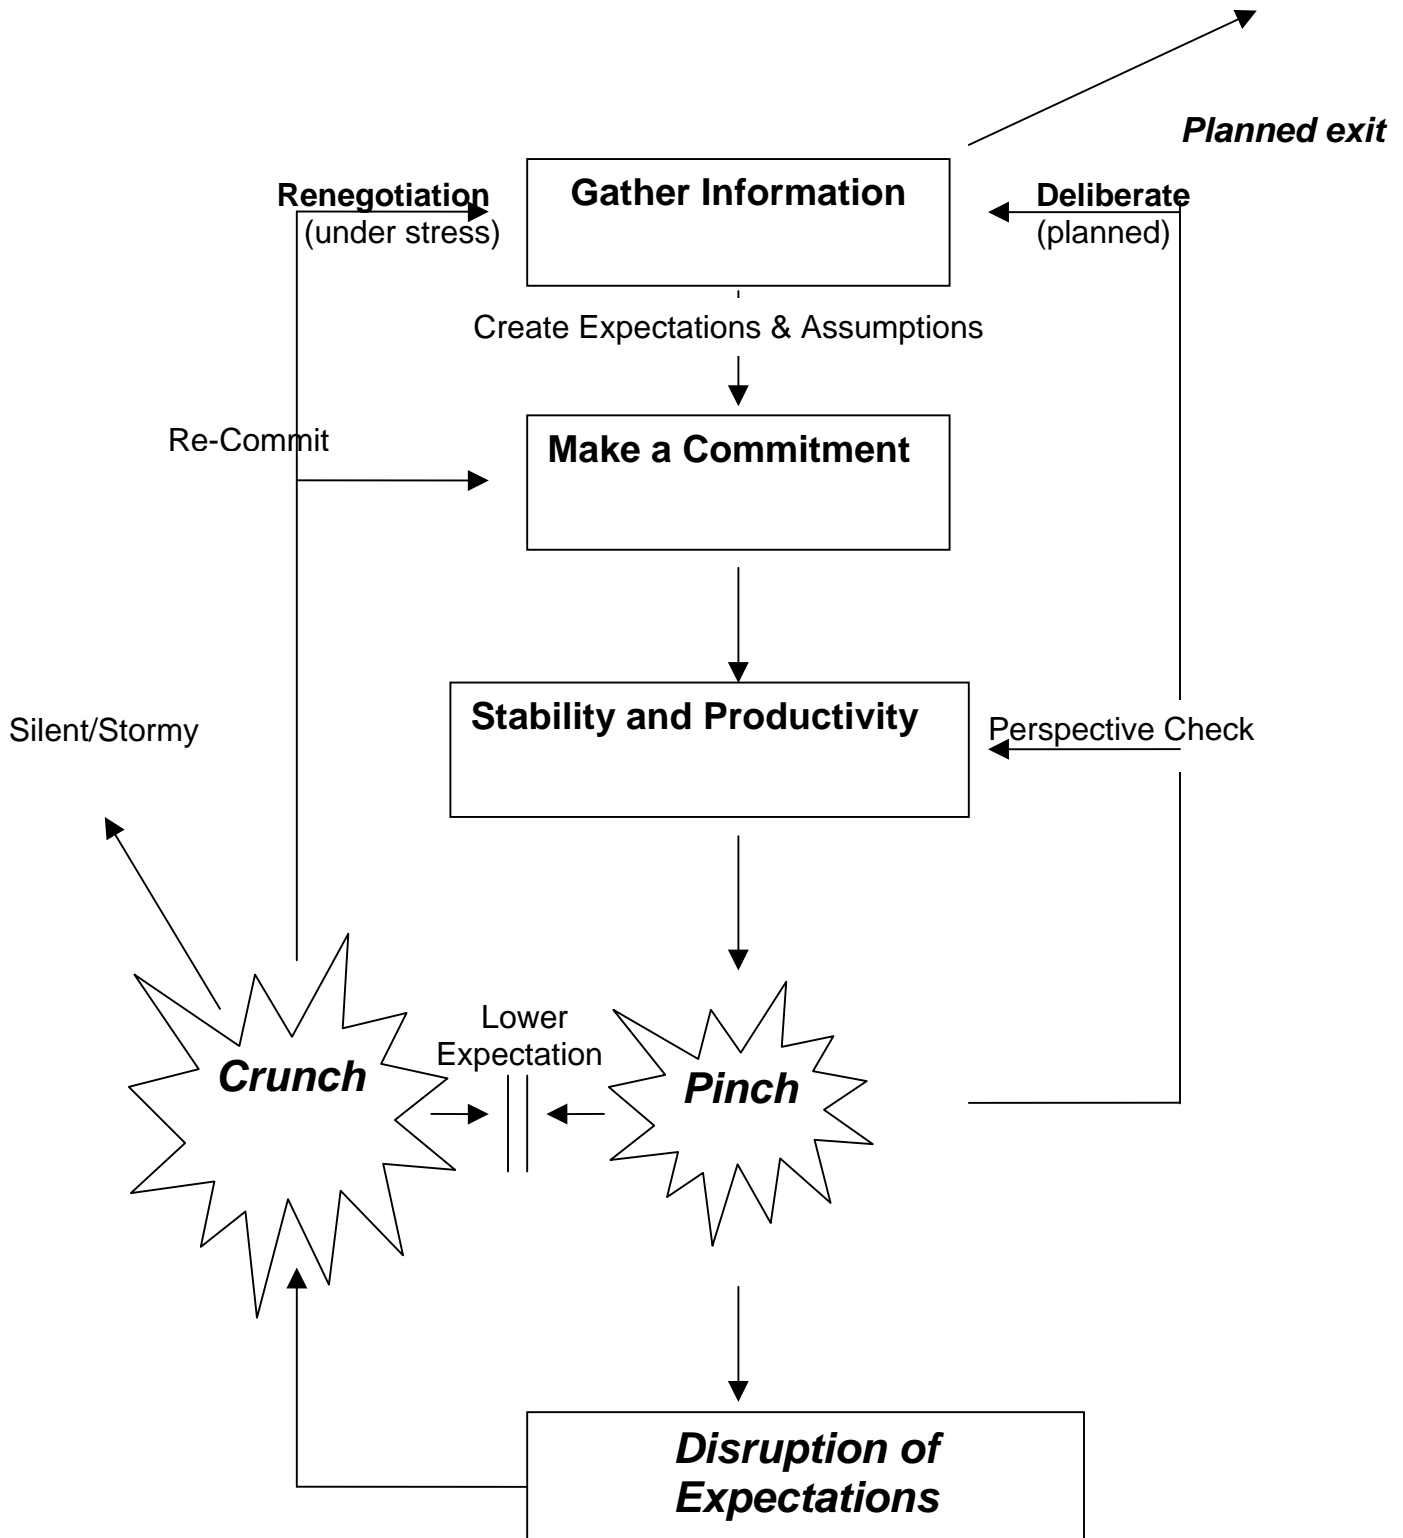 Planned exit
Renegotiation
(under stress)
Gather Information
Deliberate
(planned)
Create Expectations & Assumptions
Re-Commit
Make a Commitment
Silent/Stormy
Stability and Productivity
Perspective Check
Lower
Expectation
Crunch
Pinch
Disruption of
Expectations